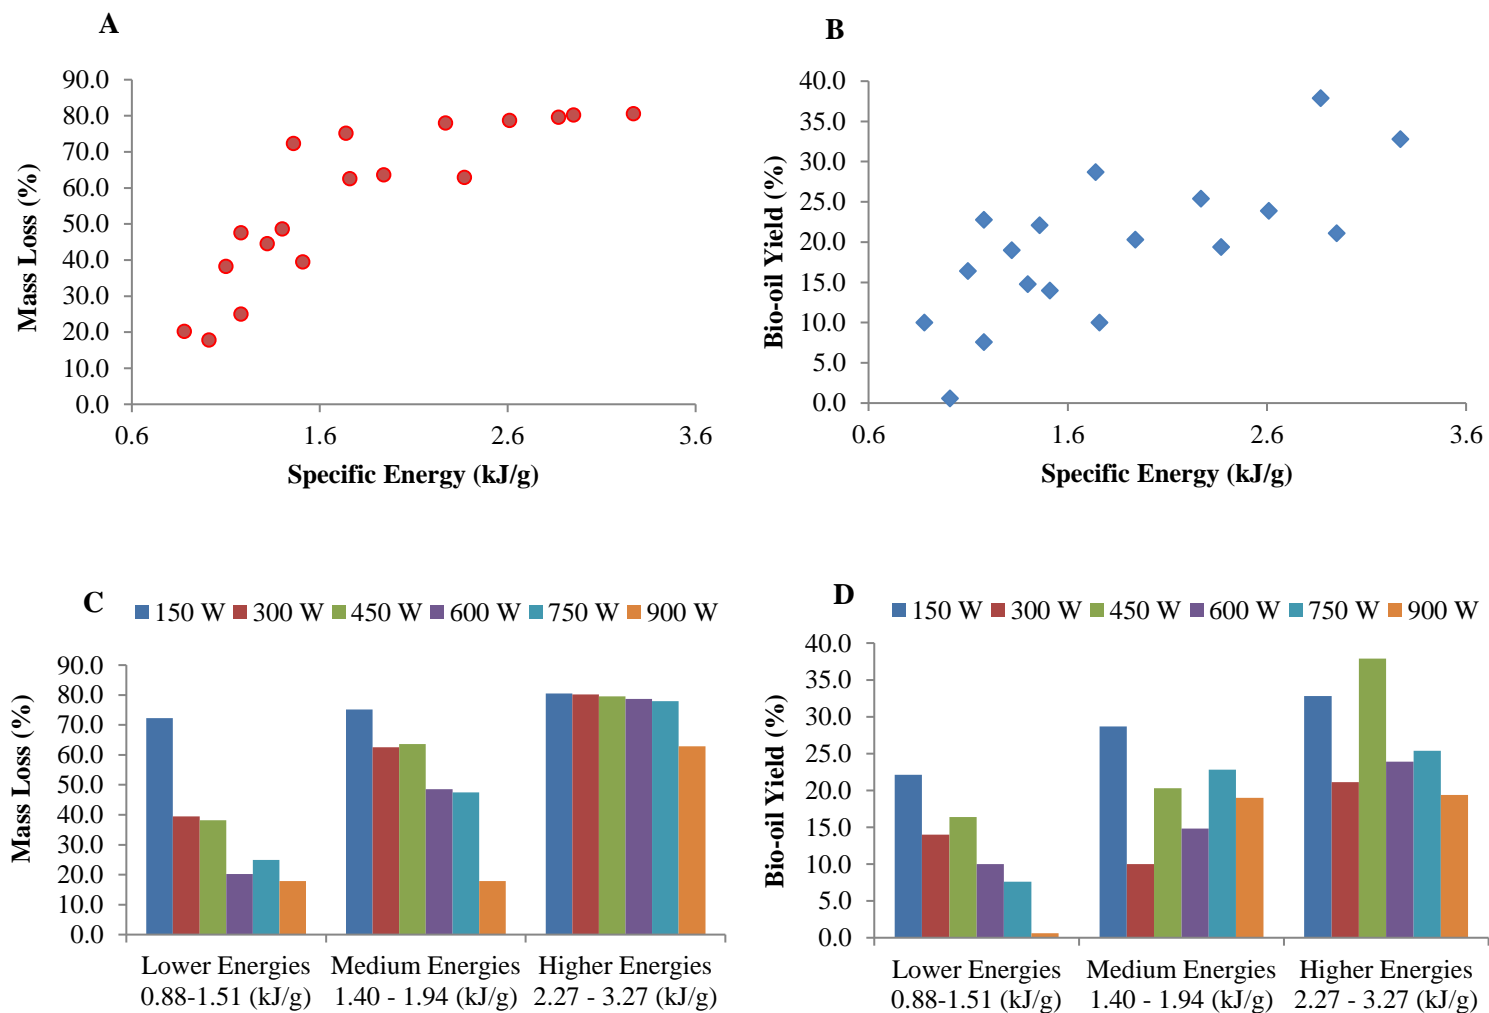 A
90.0
80.0
70.0
60.0
50.0
40.0
30.0
20.0
10.0
0.0
Mass Loss (%)
0.6 1.6 2.6 3.6
Specific Energy (kJ/g)
B
40.0
35.0
30.0
25.0
20.0
15.0
10.0
5.0
0.0
Bio-oil Yield (%)
0.6 1.6 2.6 3.6
Specific Energy (kJ/g)
C
150 W 300 W 450 W 600 W 750 W 900 W
90.0
80.0
70.0
60.0
50.0
40.0
30.0
20.0
10.0
0.0
Mass Loss (%)
Lower Energies Medium Energies Higher Energies
0.88-1.51 (kJ/g) 1.40 - 1.94 (kJ/g) 2.27 - 3.27 (kJ/g)
D
150 W 300 W 450 W 600 W 750 W 900 W
40.0
35.0
30.0
25.0
20.0
15.0
10.0
5.0
0.0
Bio-oil Yield (%)
Lower Energies Medium Energies Higher Energies
0.88-1.51 (kJ/g) 1.40 - 1.94 (kJ/g) 2.27 - 3.27 (kJ/g)